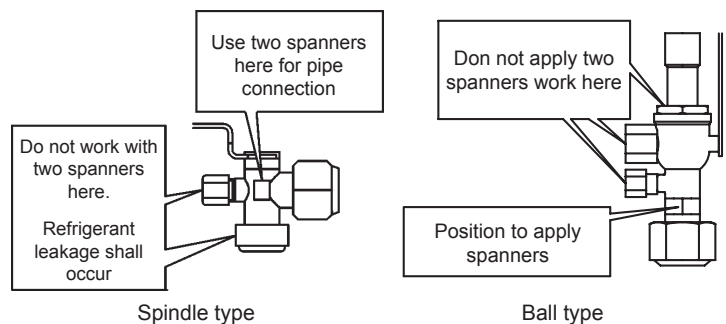 Use two spanners
here for pipe
connection
Do not work with
two spanners
here.
Refrigerant
leakage shall
occur
Spindle type
Don not apply two
spanners work here
Position to apply
spanners
Ball type